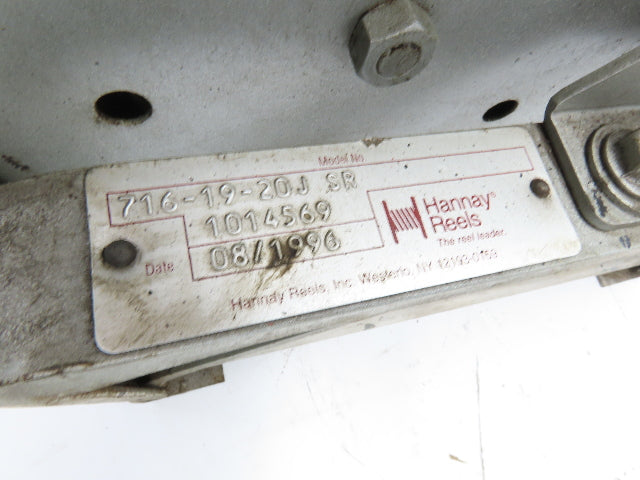 Model No.
716-19-20J SR
1014569
Date 08/1996
Hannay® Reels
The reel leader.
Hannay Reels, Inc. Westerlo, NY 12193-0159